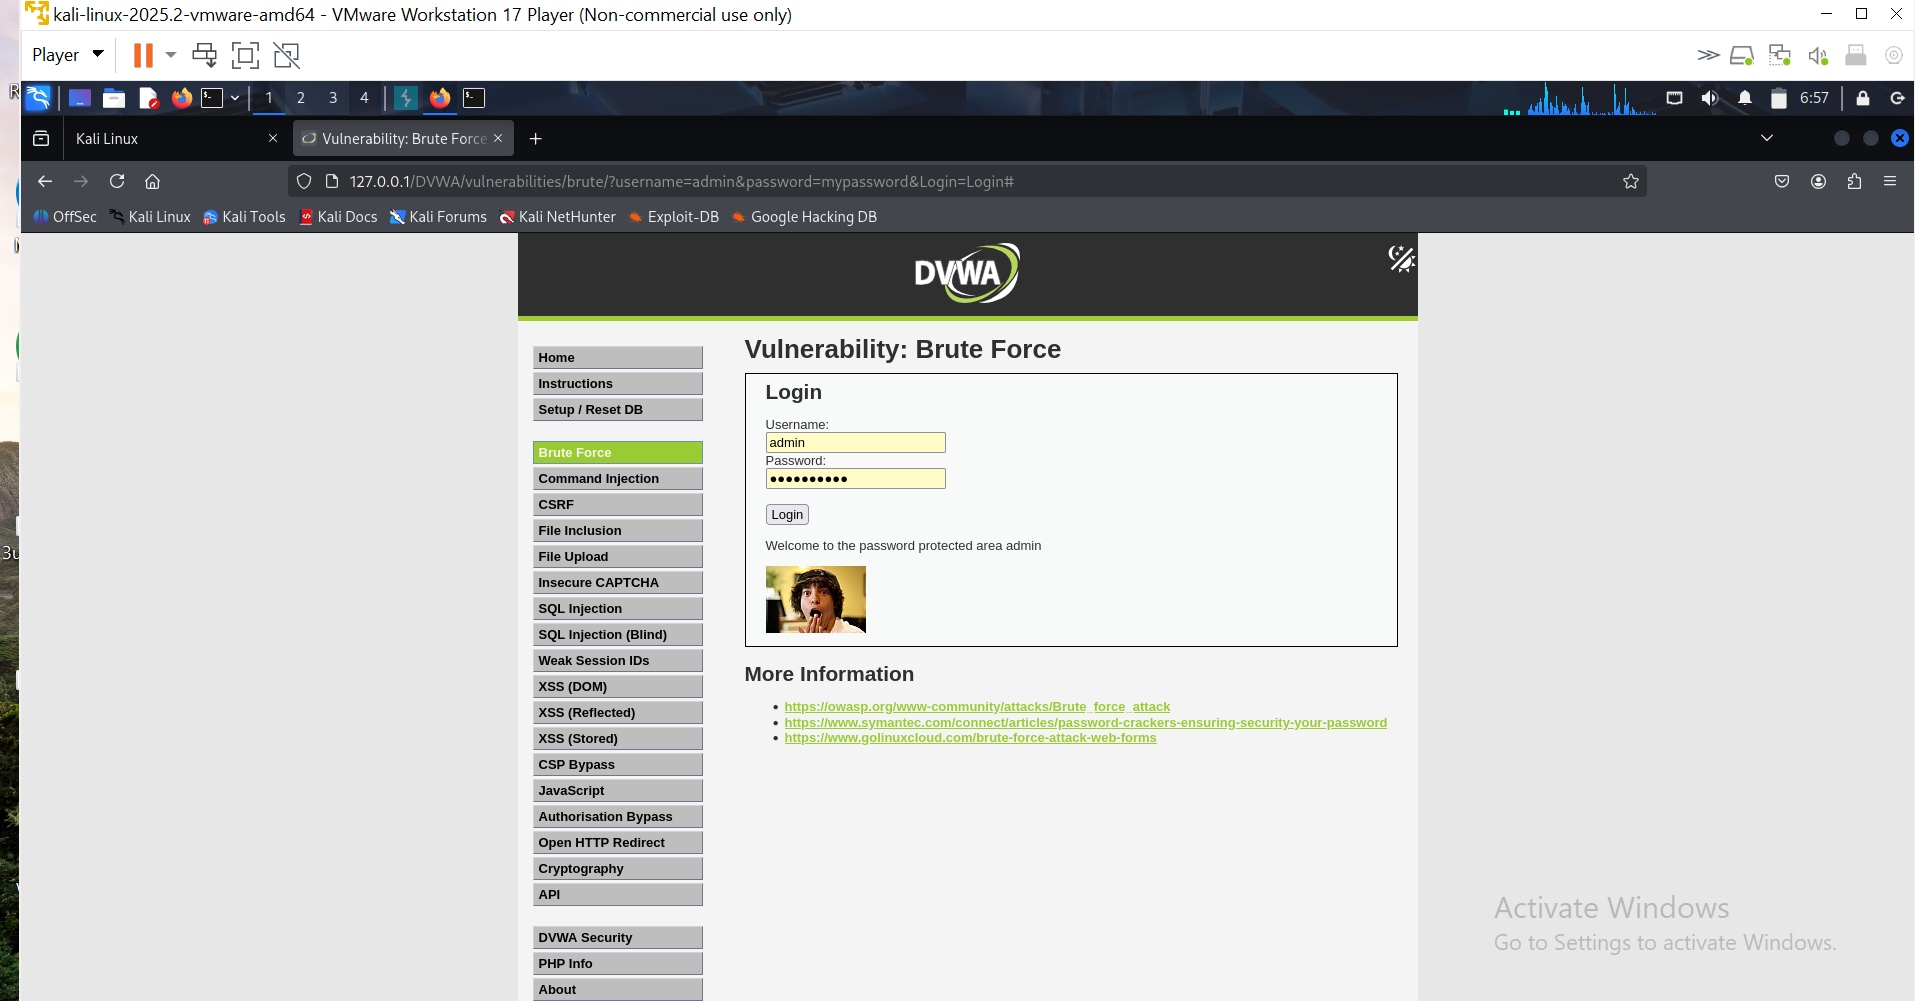 kali-linux-2025.2-vmware-amd64 - VMware Workstation 17 Player (Non-commercial use only)
Player
1 2 3 4
6:57
Kali Linux
Vulnerability: Brute Force
127.0.0.1/DVWA/vulnerabilities/brute/?username=admin&password=mypassword&Login=Login#
OffSec Kali Linux Kali Tools Kali Docs Kali Forums Kali NetHunter Exploit-DB Google Hacking DB
DVWA
Home
Instructions
Setup / Reset DB
Brute Force
Command Injection
CSRF
File Inclusion
File Upload
Insecure CAPTCHA
SQL Injection
SQL Injection (Blind)
Weak Session IDs
XSS (DOM)
XSS (Reflected)
XSS (Stored)
CSP Bypass
JavaScript
Authorisation Bypass
Open HTTP Redirect
Cryptography
API
DVWA Security
PHP Info
About
Vulnerability: Brute Force
Login
Username:
admin
Password:
●●●●●●●●●●
Login
Welcome to the password protected area admin
More Information
https://owasp.org/www-community/attacks/Brute_force_attack
https://www.symantec.com/connect/articles/password-crackers-ensuring-security-your-password
https://www.golinuxcloud.com/brute-force-attack-web-forms
Activate Windows
Go to Settings to activate Windows.